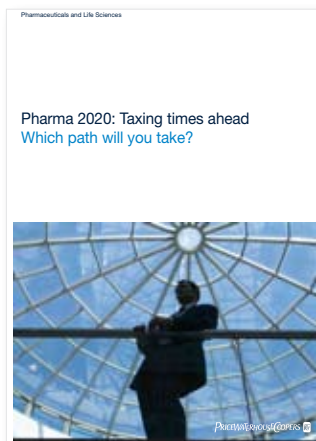 Pharmaceuticals and Life Sciences
Pharma 2020: Taxing times ahead
Which path will you take?
PRICEWATERHOUSECOOPERS